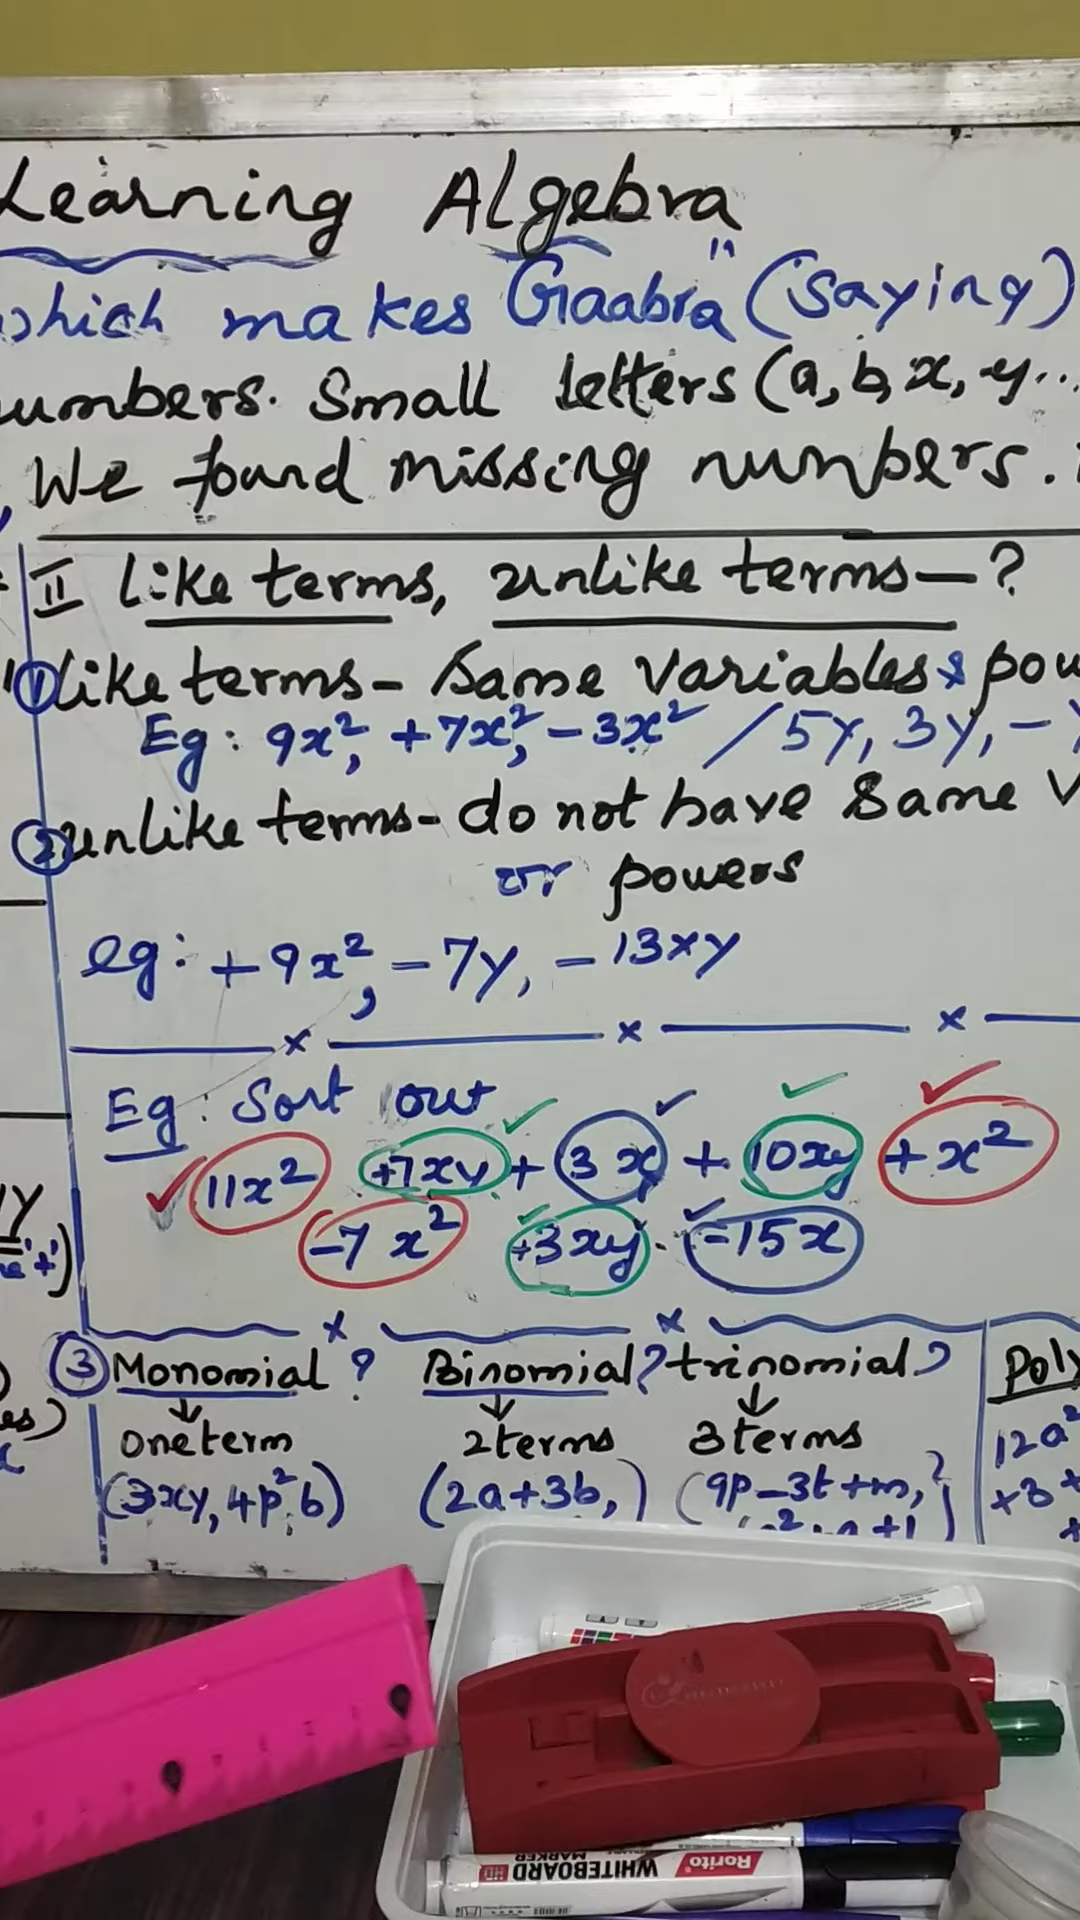 Learning Algebra
which makes "Gaabra" (saying)
numbers. Small letters (a, b, x, y...
, We found missing numbers.
II like terms, unlike terms—?
① like terms - Same variables & pow
Eg: 9x², +7x², -3x² / 5y, 3y, -y
② unlike terms - do not have same v
or powers
eg: +9x², -7y, -13xy
x x x
Eg: Sort out
11x² +7xy + 3x + 10xy + x²
-7x² +3xy -15x
x x
③ Monomial? Binomial? trinomial? Poly
↓ ↓ ↓
one term 2 terms 3 terms 12a²
(3xy, 4p²b) (2a+3b,) (9p-3t+m, +3
Rorito WHITEBOARD MARKER HD